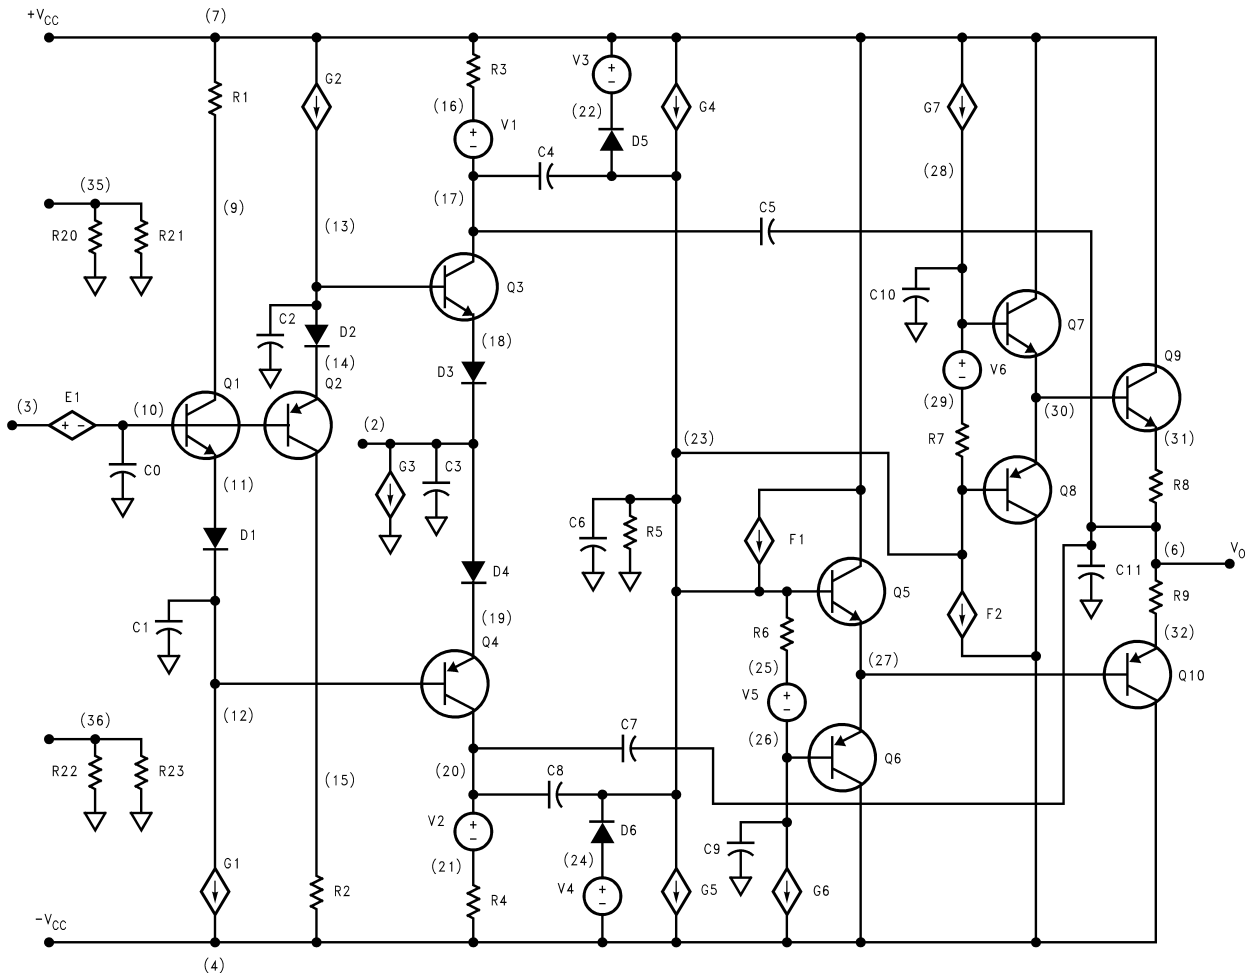 +VCC
(7)
R1
G2
R3
(16)
V1
V3
(22)
D5
G4
G7
C4
(28)
(35)
R20
R21
(9)
(13)
(17)
C5
Q3
C10
Q7
C2
D2
(14)
(18)
D3
V6
Q9
(3)
E1
(10)
Q1
Q2
(29)
(30)
C0
(2)
(23)
R7
(31)
(11)
G3
C3
Q8
R8
D1
C6
R5
F1
(6)
VO
D4
C11
Q5
R9
C1
(19)
R6
F2
Q4
(25)
(27)
(32)
Q10
V5
(12)
(36)
C7
(26)
Q6
R22
R23
(15)
(20)
C8
V2
D6
C9
(21)
(24)
G1
R2
R4
V4
G5
G6
-VCC
(4)